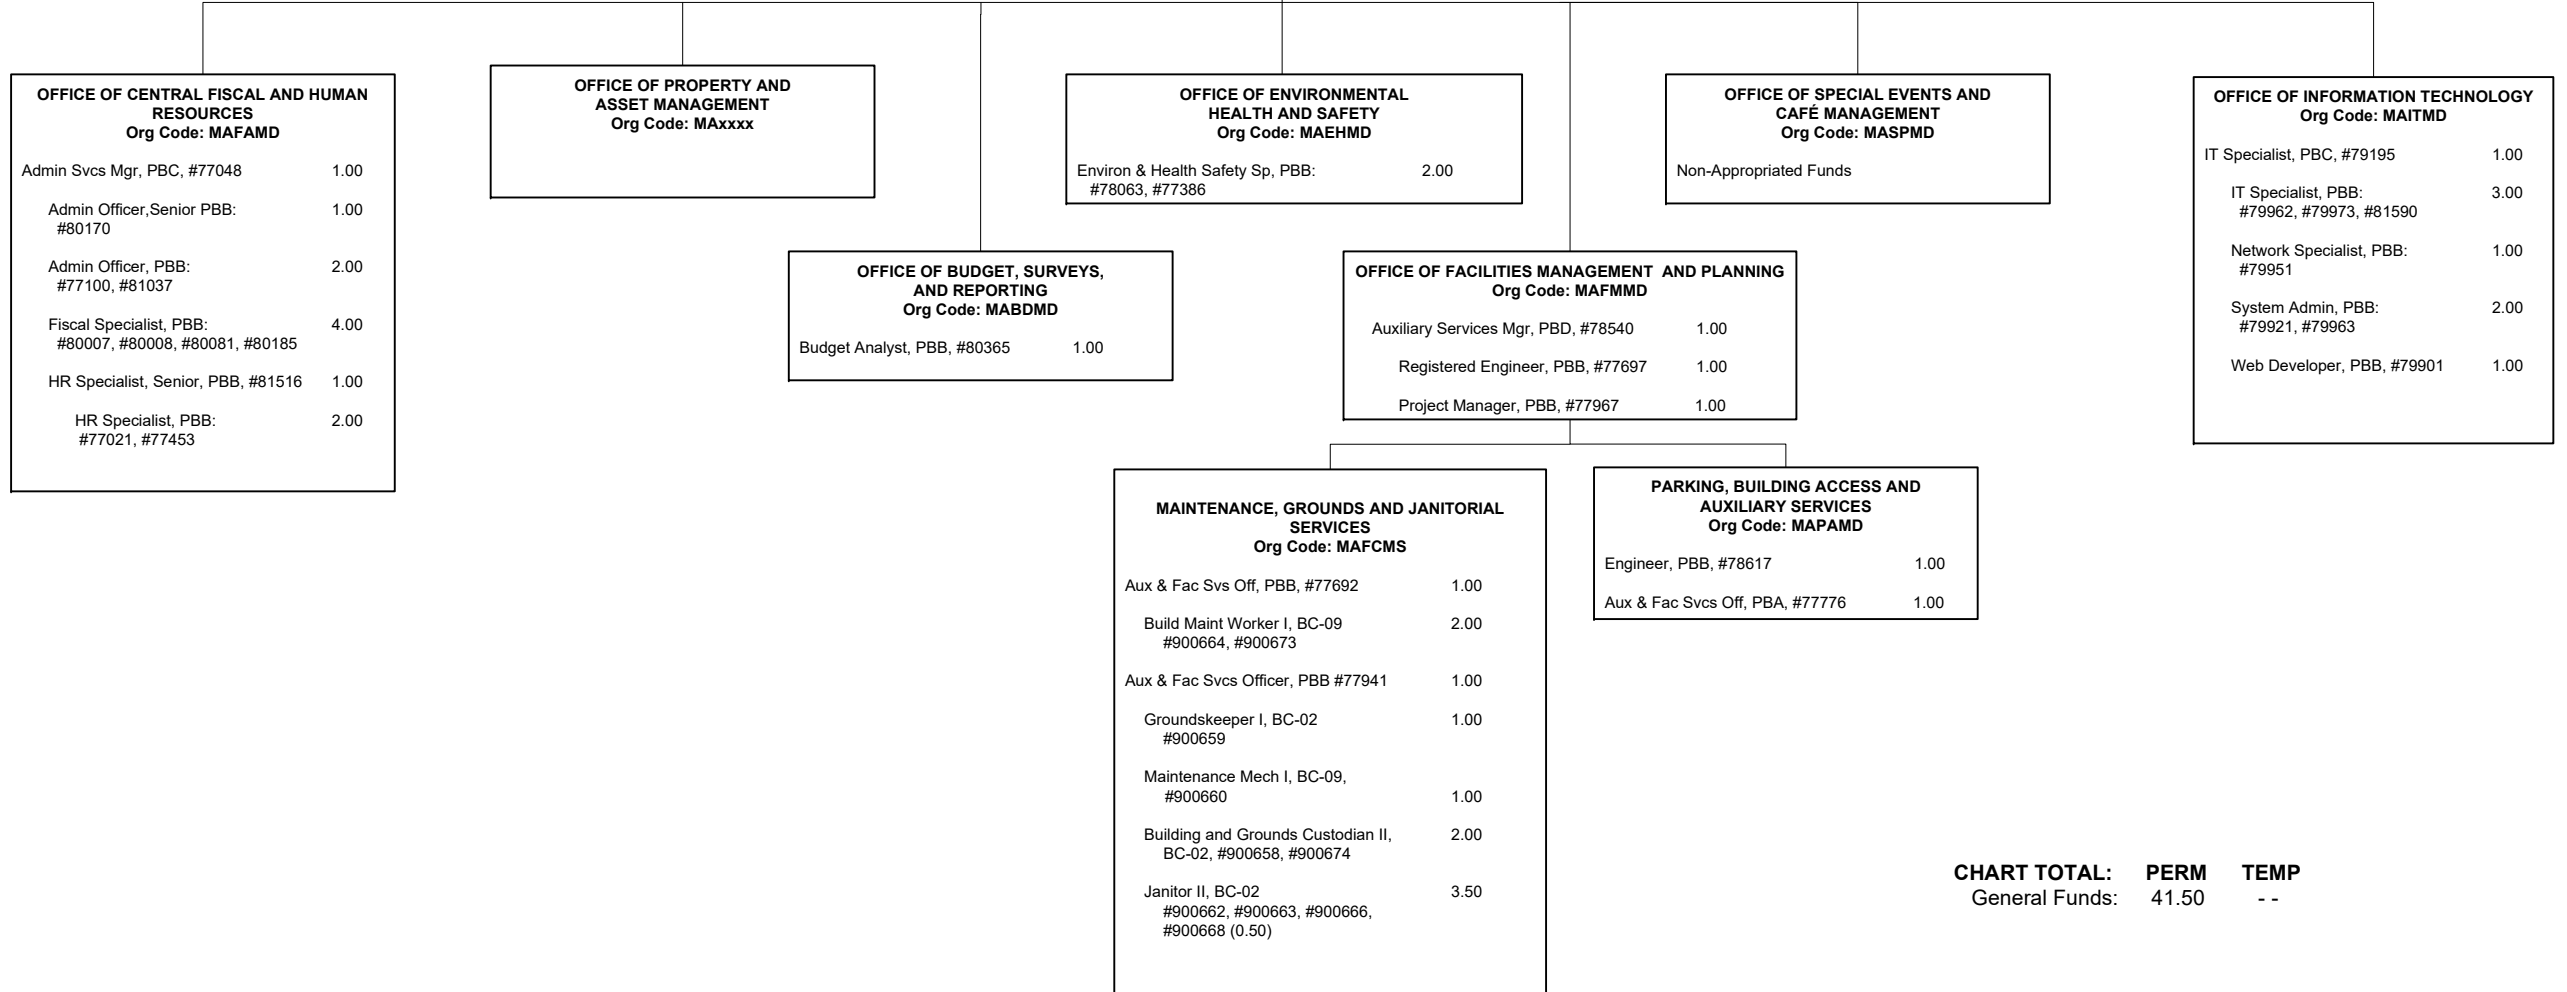 OFFICE OF CENTRAL FISCAL AND HUMAN
RESOURCES
Org Code: MAFAMD
Admin Svcs Mgr, PBC, #77048 1.00
Admin Officer,Senior PBB: 1.00
#80170
Admin Officer, PBB: 2.00
#77100, #81037
Fiscal Specialist, PBB: 4.00
#80007, #80008, #80081, #80185
HR Specialist, Senior, PBB, #81516 1.00
HR Specialist, PBB: 2.00
#77021, #77453
OFFICE OF PROPERTY AND
ASSET MANAGEMENT
Org Code: MAxxxx
OFFICE OF BUDGET, SURVEYS,
AND REPORTING
Org Code: MABDMD
Budget Analyst, PBB, #80365 1.00
OFFICE OF ENVIRONMENTAL
HEALTH AND SAFETY
Org Code: MAEHMD
Environ & Health Safety Sp, PBB: 2.00
#78063, #77386
OFFICE OF FACILITIES MANAGEMENT AND PLANNING
Org Code: MAFMMD
Auxiliary Services Mgr, PBD, #78540 1.00
Registered Engineer, PBB, #77697 1.00
Project Manager, PBB, #77967 1.00
MAINTENANCE, GROUNDS AND JANITORIAL
SERVICES
Org Code: MAFCMS
Aux & Fac Svs Off, PBB, #77692 1.00
Build Maint Worker I, BC-09 2.00
#900664, #900673
Aux & Fac Svcs Officer, PBB #77941 1.00
Groundskeeper I, BC-02 1.00
#900659
Maintenance Mech I, BC-09,
#900660 1.00
Building and Grounds Custodian II, 2.00
BC-02, #900658, #900674
Janitor II, BC-02 3.50
#900662, #900663, #900666,
#900668 (0.50)
PARKING, BUILDING ACCESS AND
AUXILIARY SERVICES
Org Code: MAPAMD
Engineer, PBB, #78617 1.00
Aux & Fac Svcs Off, PBA, #77776 1.00
OFFICE OF SPECIAL EVENTS AND
CAFÉ MANAGEMENT
Org Code: MASPMD
Non-Appropriated Funds
OFFICE OF INFORMATION TECHNOLOGY
Org Code: MAITMD
IT Specialist, PBC, #79195 1.00
IT Specialist, PBB: 3.00
#79962, #79973, #81590
Network Specialist, PBB: 1.00
#79951
System Admin, PBB: 2.00
#79921, #79963
Web Developer, PBB, #79901 1.00
CHART TOTAL: PERM TEMP
General Funds: 41.50 - -